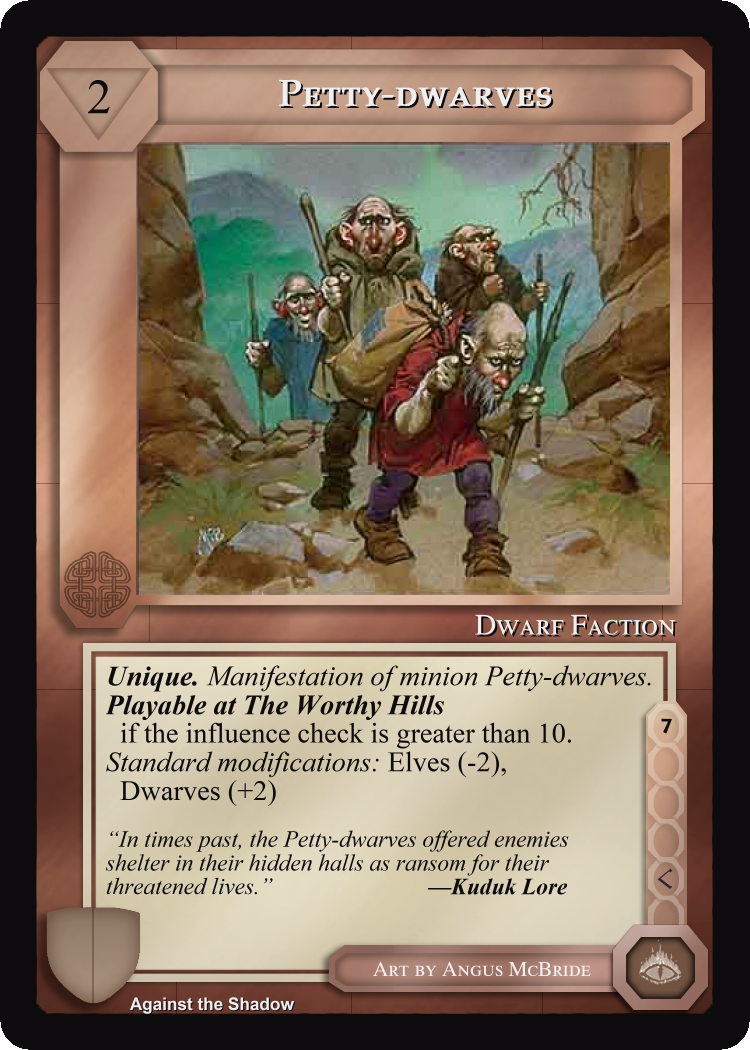 2
Petty-dwarves
Dwarf Faction
Unique. Manifestation of minion Petty-dwarves.
Playable at The Worthy Hills
if the influence check is greater than 10.
Standard modifications: Elves (-2),
Dwarves (+2)
7
“In times past, the Petty-dwarves offered enemies
shelter in their hidden halls as ransom for their
threatened lives.” —Kuduk Lore
Art by Angus McBride
Against the Shadow